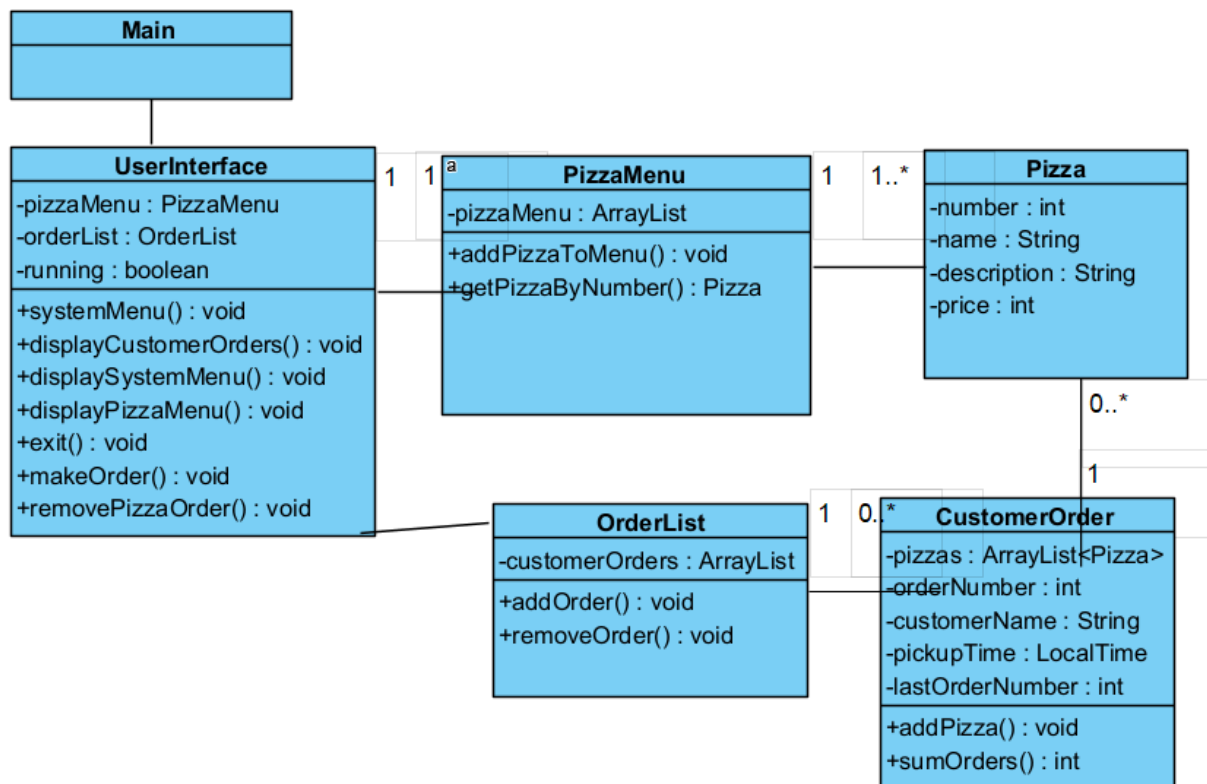 Main
UserInterface
-pizzaMenu : PizzaMenu
-orderList : OrderList
-running : boolean
+systemMenu() : void
+displayCustomerOrders() : void
+displaySystemMenu() : void
+displayPizzaMenu() : void
+exit() : void
+makeOrder() : void
+removePizzaOrder() : void
1
1
a
PizzaMenu
-pizzaMenu : ArrayList
+addPizzaToMenu() : void
+getPizzaByNumber() : Pizza
1
1..*
Pizza
-number : int
-name : String
-description : String
-price : int
0..*
1
OrderList
-customerOrders : ArrayList
+addOrder() : void
+removeOrder() : void
1
0..*
CustomerOrder
-pizzas : ArrayList<Pizza>
-orderNumber : int
-customerName : String
-pickupTime : LocalTime
-lastOrderNumber : int
+addPizza() : void
+sumOrders() : int